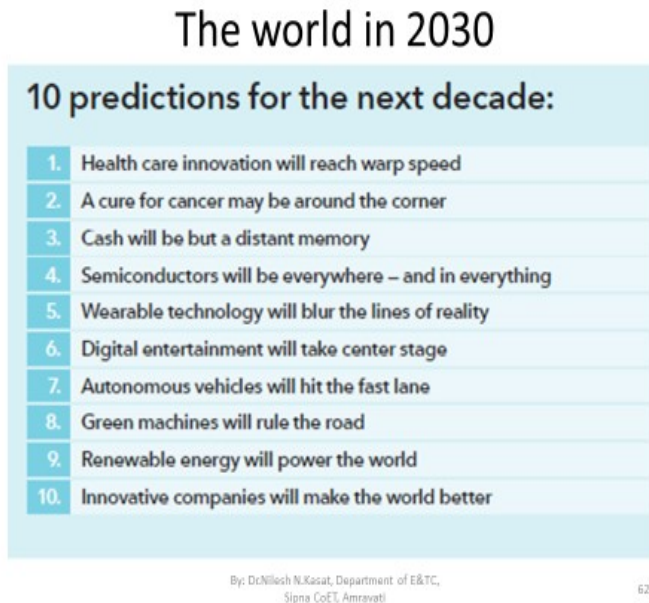 The world in 2030
10 predictions for the next decade:
1. Health care innovation will reach warp speed
2. A cure for cancer may be around the corner
3. Cash will be but a distant memory
4. Semiconductors will be everywhere – and in everything
5. Wearable technology will blur the lines of reality
6. Digital entertainment will take center stage
7. Autonomous vehicles will hit the fast lane
8. Green machines will rule the road
9. Renewable energy will power the world
10. Innovative companies will make the world better
By: Dr.Nilesh N.Kasat, Department of E&TC,
Sipna CoET, Amravati
62